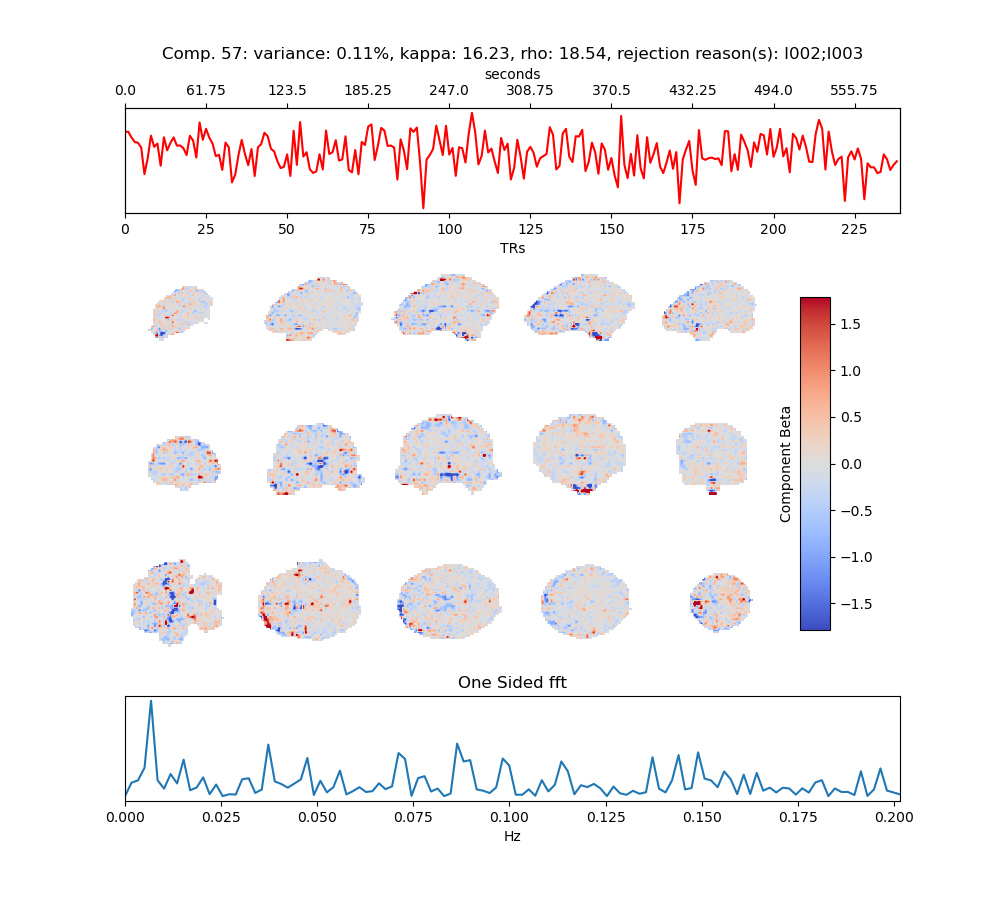 Comp. 57: variance: 0.11%, kappa: 16.23, rho: 18.54, rejection reason(s): I002;I003
seconds
0.0 61.75 123.5 185.25 247.0 308.75 370.5 432.25 494.0 555.75
0 25 50 75 100 125 150 175 200 225
TRs
1.5
1.0
0.5
0.0
−0.5
−1.0
−1.5
Component Beta
One Sided fft
0.000 0.025 0.050 0.075 0.100 0.125 0.150 0.175 0.200
Hz